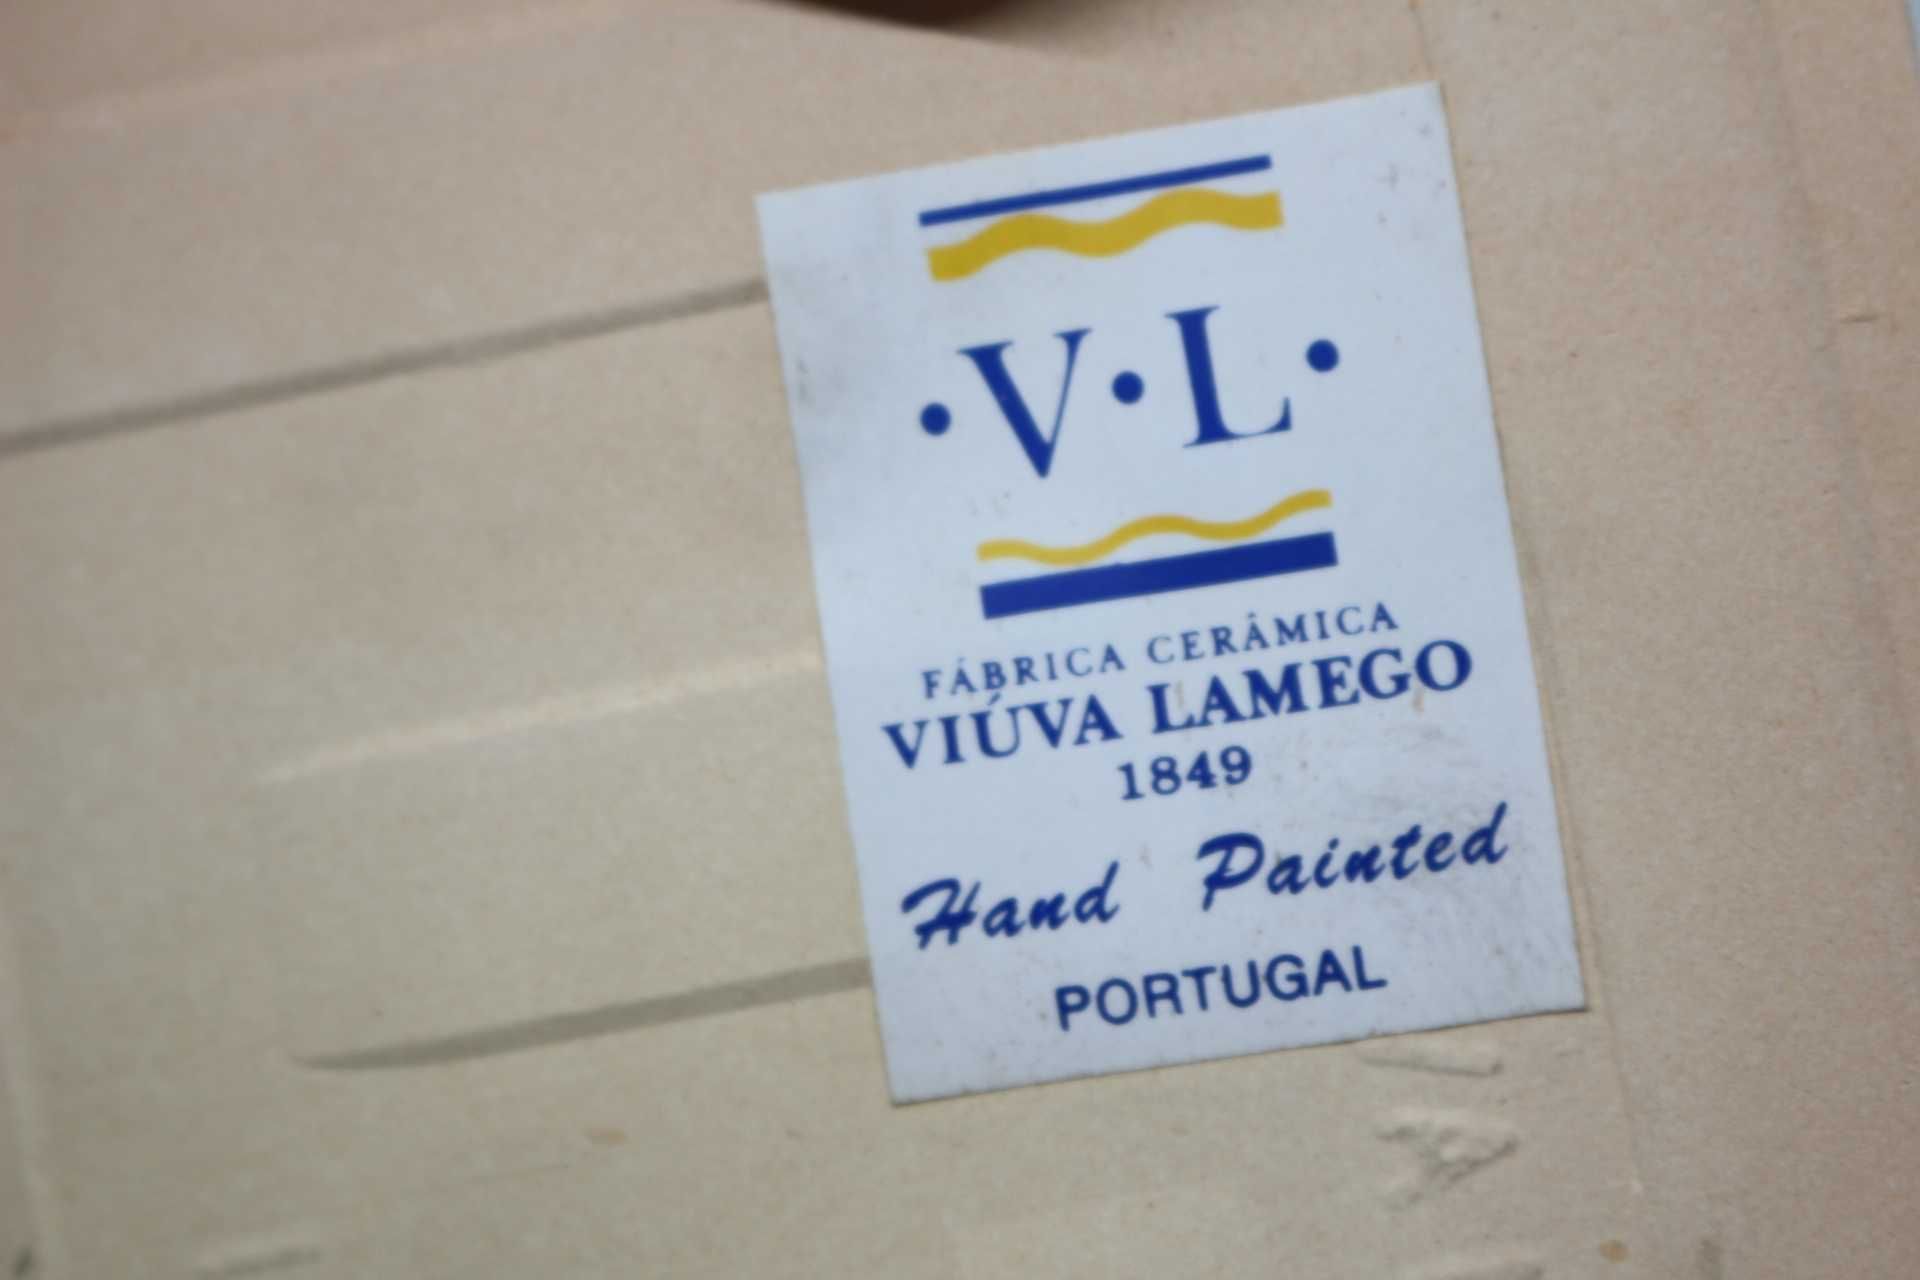 ·V·L·
FÁBRICA CERÂMICA
VIÚVA LAMEGO
1849
Hand Painted
PORTUGAL